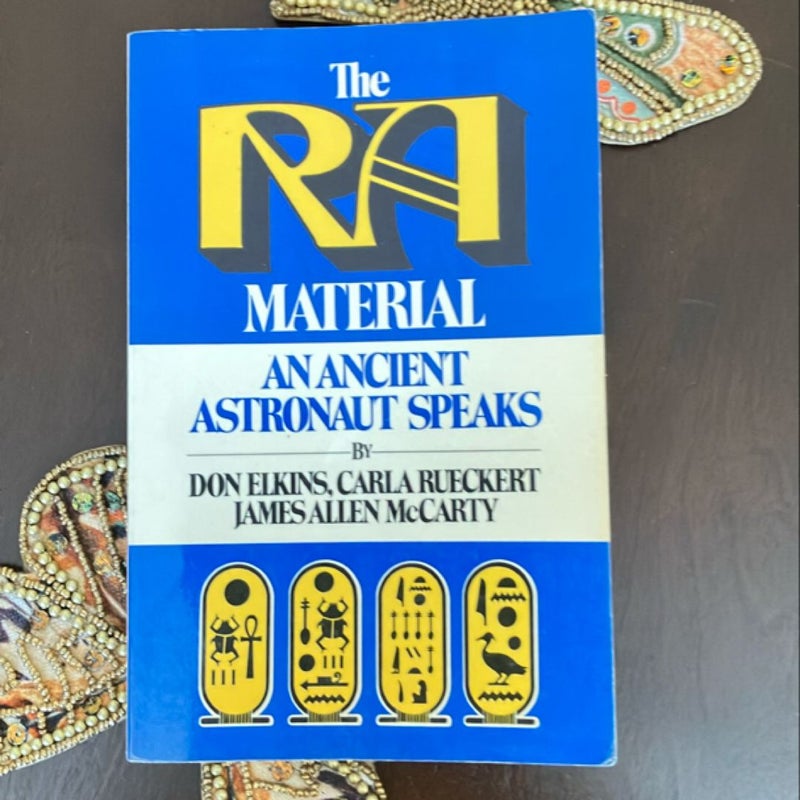 The
RA
MATERIAL
AN ANCIENT
ASTRONAUT SPEAKS
BY
DON ELKINS, CARLA RUECKERT
JAMES ALLEN McCARTY